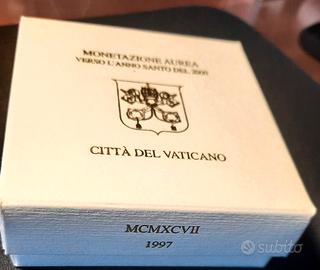 MONETAZIONE AUREA
VERSO L'ANNO SANTO DEL 2000
CITTÀ DEL VATICANO
MCMXCVII
1997
subito